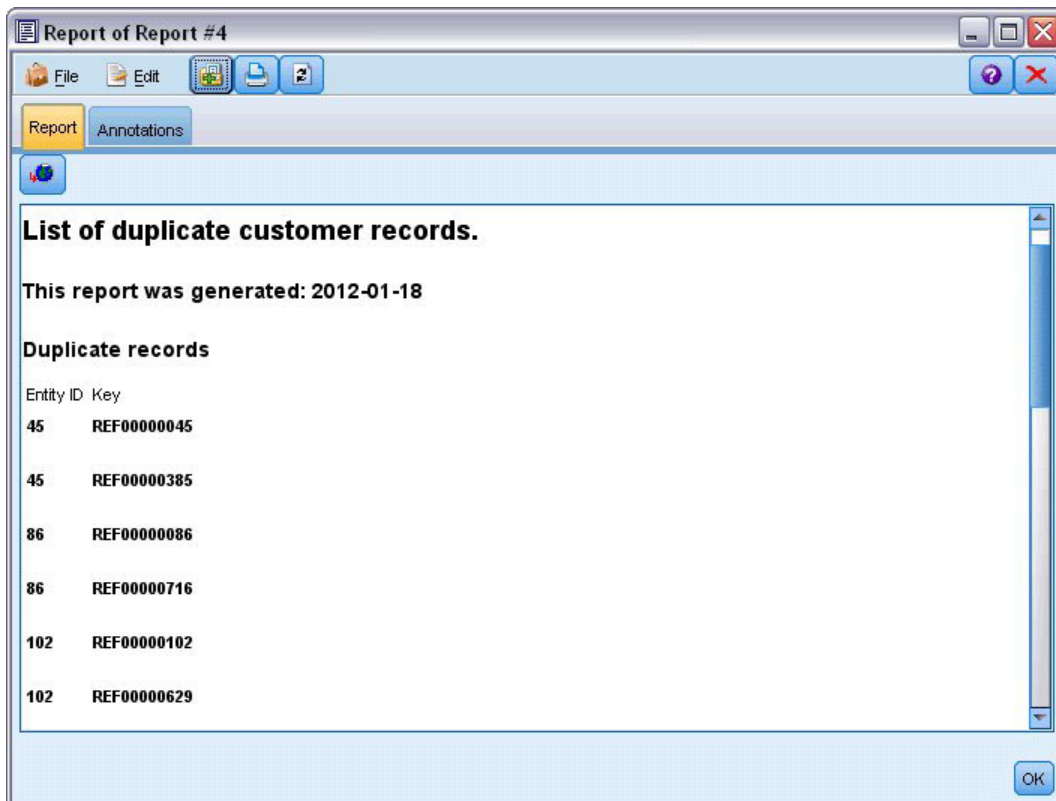 Report of Report #4
File Edit
Report Annotations
List of duplicate customer records.
This report was generated: 2012-01-18
Duplicate records
Entity ID Key
45 REF00000045
45 REF00000385
86 REF00000086
86 REF00000716
102 REF00000102
102 REF00000629
OK